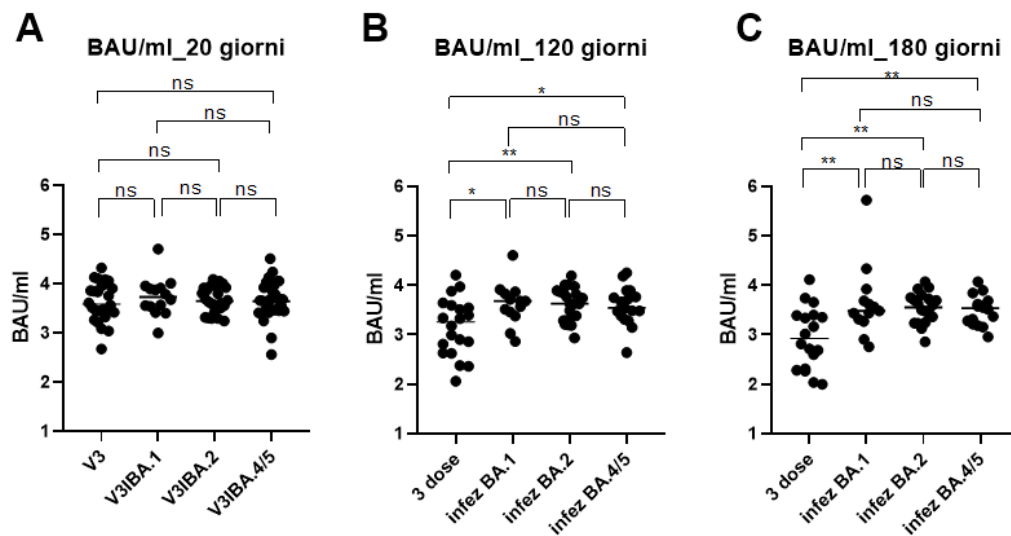 A
BAU/ml_20 giorni
ns
ns
ns
ns
ns
ns
BAU/ml
6
5
4
3
2
1
V3
V3IBA.1
V3IBA.2
V3IBA.4/5
B
BAU/ml_120 giorni
*
ns
**
*
ns
ns
BAU/ml
6
5
4
3
2
1
3 dose
infez BA.1
infez BA.2
infez BA.4/5
C
BAU/ml_180 giorni
**
ns
**
**
ns
ns
BAU/ml
6
5
4
3
2
1
3 dose
infez BA.1
infez BA.2
infez BA.4/5